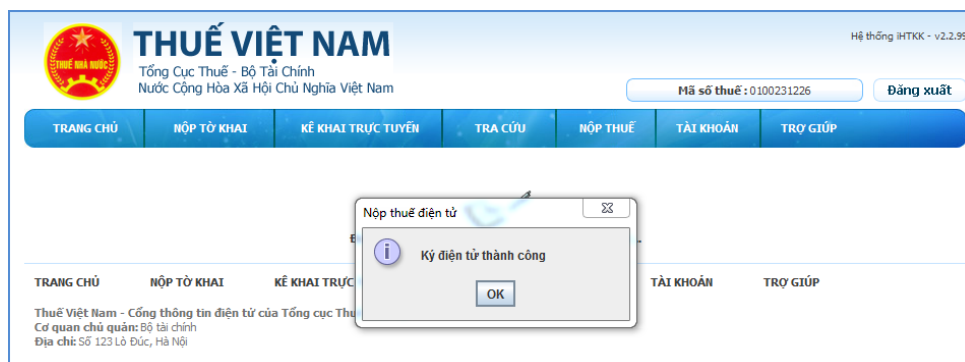 THUẾ VIỆT NAM
Hệ thống iHTKK - v2.2.99
THUẾ NHÀ NƯỚC
Tổng Cục Thuế - Bộ Tài Chính
Nước Cộng Hòa Xã Hội Chủ Nghĩa Việt Nam
Mã số thuế : 0100231226
Đăng xuất
TRANG CHỦ NỘP TỜ KHAI KÊ KHAI TRỰC TUYẾN TRA CỨU NỘP THUẾ TÀI KHOẢN TRỢ GIÚP
Nộp thuế điện tử
Ký điện tử thành công
OK
TRANG CHỦ NỘP TỜ KHAI KÊ KHAI TRỰC TÀI KHOẢN TRỢ GIÚP
Thuế Việt Nam - Cổng thông tin điện tử của Tổng cục Thu
Cơ quan chủ quản: Bộ tài chính
Địa chỉ: Số 123 Lò Đúc, Hà Nội